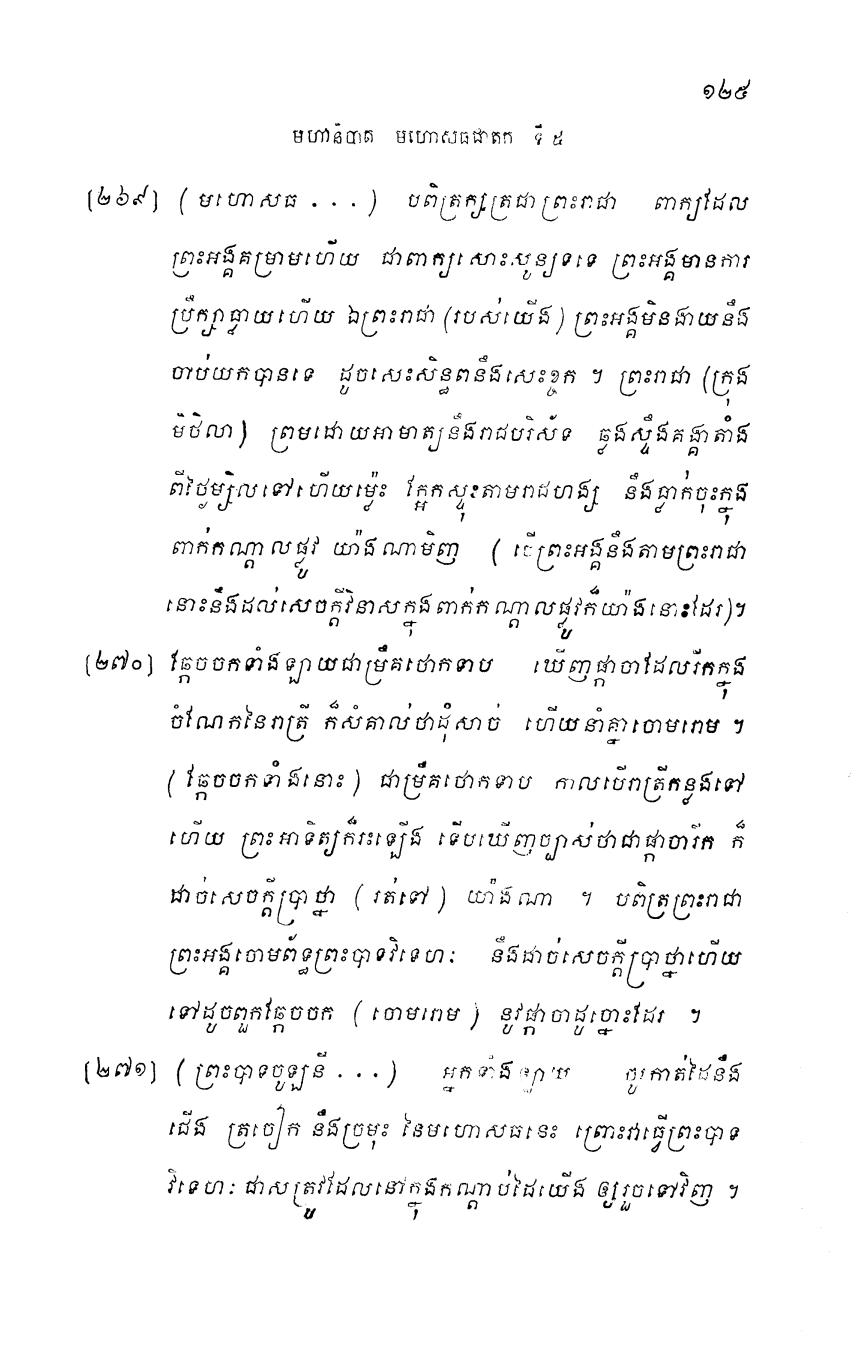 ១២៥
មហានិបាត មហោសធជាតក ទី ៥
[២៦៩] (មហោសធ . . .) បពិត្រក្សត្រជាព្រះរាជា ពាក្យដែល
ព្រះអង្គគម្រាមហើយ ជាពាក្យសោះសូន្យទទេ ព្រះអង្គមានការ
ប្រឹក្សាធ្លាយហើយ ឯព្រះរាជា (របស់យើង) ព្រះអង្គមិនងាយនឹង
ចាប់យកបានទេ ដូចសេះសិន្ធពនឹងសេះខ្ចក ។ ព្រះរាជា (ក្រុង
មិថិលា) ព្រមដោយអាមាត្យនឹងរាជបរិស័ទ ឆ្លងស្ទឹងគង្គាតាំង
ពីថ្ងៃម្សិលទៅហើយម្ល៉េះ ក្អែកស្ទុះតាមរាជហង្ស នឹងធ្លាក់ចុះក្នុង
ពាក់កណ្តាលផ្លូវ យ៉ាងណាមិញ (បើព្រះអង្គនឹងតាមព្រះរាជា
នោះនឹងដល់សេចក្តីវិនាសក្នុងពាក់កណ្តាលផ្លូវក៏យ៉ាងនោះដែរ)។
[២៧០] ឆ្កែចចកទាំងឡាយជាម្រឹគថោកទាប ឃើញផ្កាចាដែលរីកក្នុង
ចំណែកនៃរាត្រី ក៏សំគាល់ថាដុំសាច់ ហើយនាំគ្នាចោមរោម ។
(ឆ្កែចចកទាំងនោះ) ជាម្រឹគថោកទាប កាលបើរាត្រីកន្លងទៅ
ហើយ ព្រះអាទិត្យក៏រះឡើង ទើបឃើញច្បាស់ថាជាផ្កាចារីក ក៏
ដាច់សេចក្តីប្រាថ្នា (រត់ទៅ) យ៉ាងណា ។ បពិត្រព្រះរាជា
ព្រះអង្គចោមព័ទ្ធព្រះបាទវិទេហៈ នឹងដាច់សេចក្តីប្រាថ្នាហើយ
ទៅដូចពួកឆ្កែចចក (ចោមរោម) នូវផ្កាចាដូច្នោះដែរ ។
[២៧១] (ព្រះបាទចូឡនី . . .) អ្នកទាំងឡាយ ចូរកាត់ដៃនឹង
ជើង ត្រចៀក នឹងច្រមុះ នៃមហោសធនេះ ព្រោះវាធ្វើព្រះបាទ
វិទេហៈ ជាសត្រូវដែលនៅក្នុងកណ្តាប់ដៃយើង ឲ្យរួចទៅវិញ ។